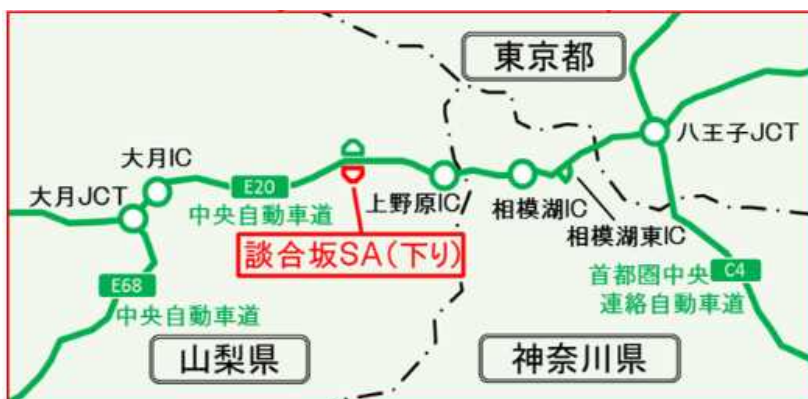 東京都
八王子JCT
大月IC
大月JCT
E20
中央自動車道
上野原IC
相模湖IC
相模湖東IC
談合坂SA(下り)
E68
中央自動車道
首都圏中央
連絡自動車道
C4
山梨県
神奈川県